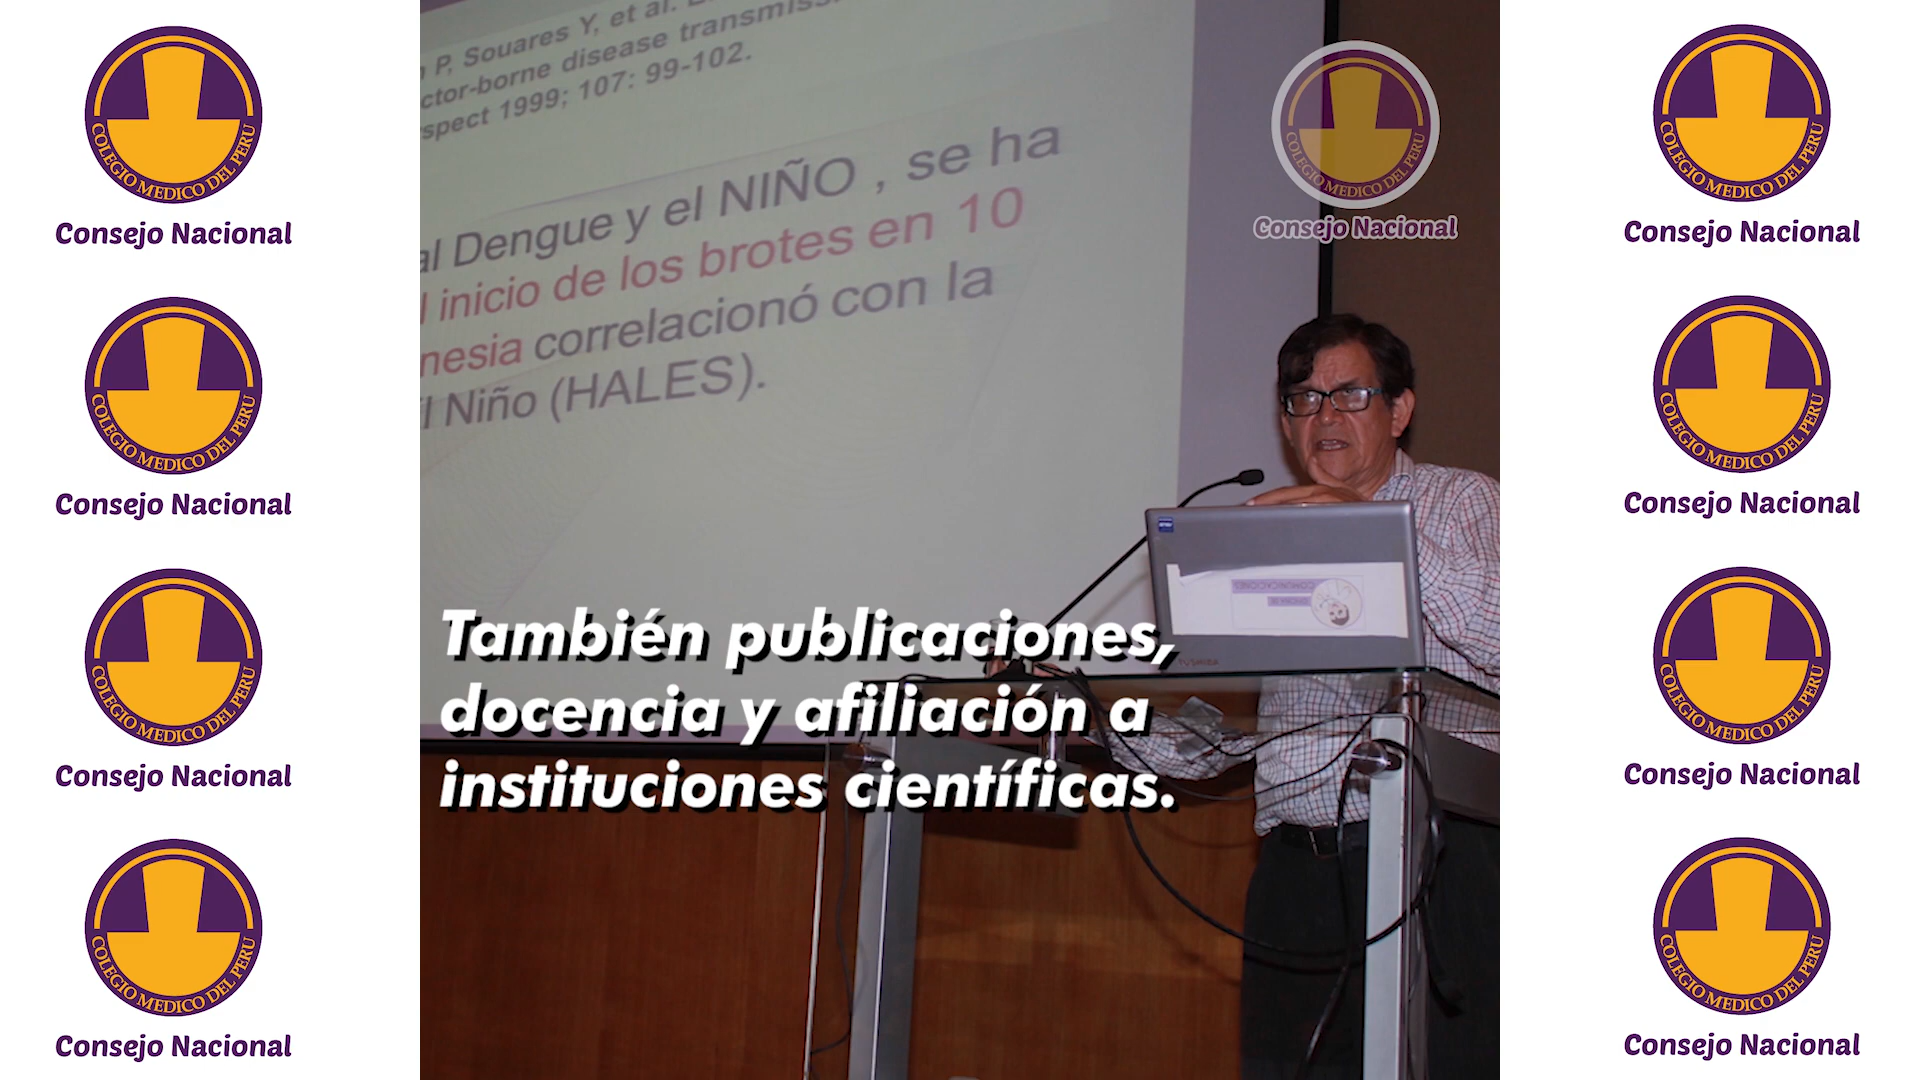 P, Souares Y, et al.
ctor-borne disease
spect 1999; 107: 99-102.
al Dengue y el NIÑO , se ha
inicio de los brotes en 10
nesia correlacionó con la
Niño (HALES).
También publicaciones,
docencia y afiliación a
instituciones científicas.
COLEGIO MEDICO DEL PERU
Consejo Nacional
COLEGIO MEDICO DEL PERU
Consejo Nacional
COLEGIO MEDICO DEL PERU
Consejo Nacional
COLEGIO MEDICO DEL PERU
Consejo Nacional
COLEGIO MEDICO DEL PERU
Consejo Nacional
COLEGIO MEDICO DEL PERU
Consejo Nacional
COLEGIO MEDICO DEL PERU
Consejo Nacional
COLEGIO MEDICO DEL PERU
Consejo Nacional
COLEGIO MEDICO DEL PERU
Consejo Nacional